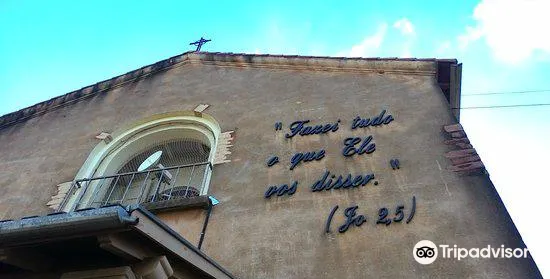 "Fazei tudo
o que Ele
vos disser."
(Jo 2,5)
Tripadvisor